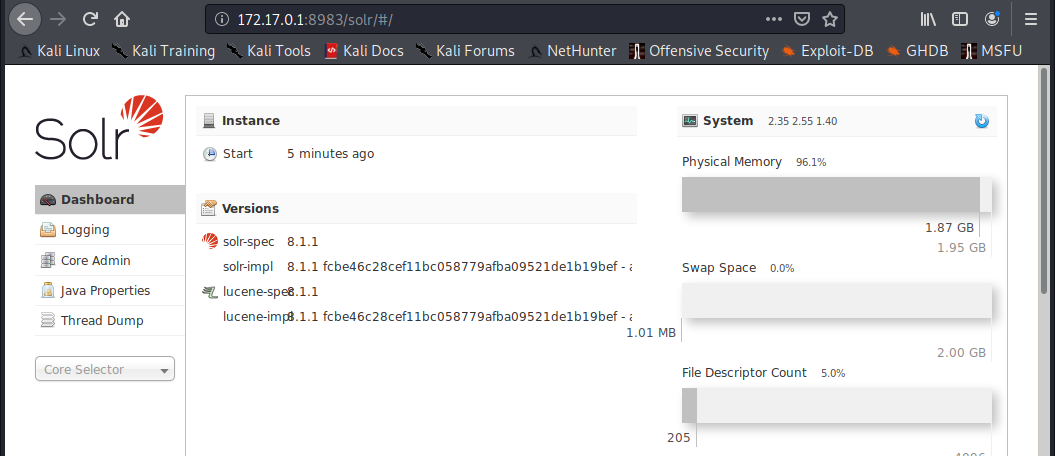 172.17.0.1:8983/solr/#/
Kali Linux Kali Training Kali Tools Kali Docs Kali Forums NetHunter Offensive Security Exploit-DB GHDB MSFU
Solr
Dashboard
Logging
Core Admin
Java Properties
Thread Dump
Core Selector
Instance
Start 5 minutes ago
Versions
solr-spec 8.1.1
solr-impl 8.1.1 fcbe46c28cef11bc058779afba09521de1b19bef - a
lucene-spec 8.1.1
lucene-impl 8.1.1 fcbe46c28cef11bc058779afba09521de1b19bef - a
System 2.35 2.55 1.40
Physical Memory 96.1%
1.87 GB
1.95 GB
Swap Space 0.0%
1.01 MB
2.00 GB
File Descriptor Count 5.0%
205